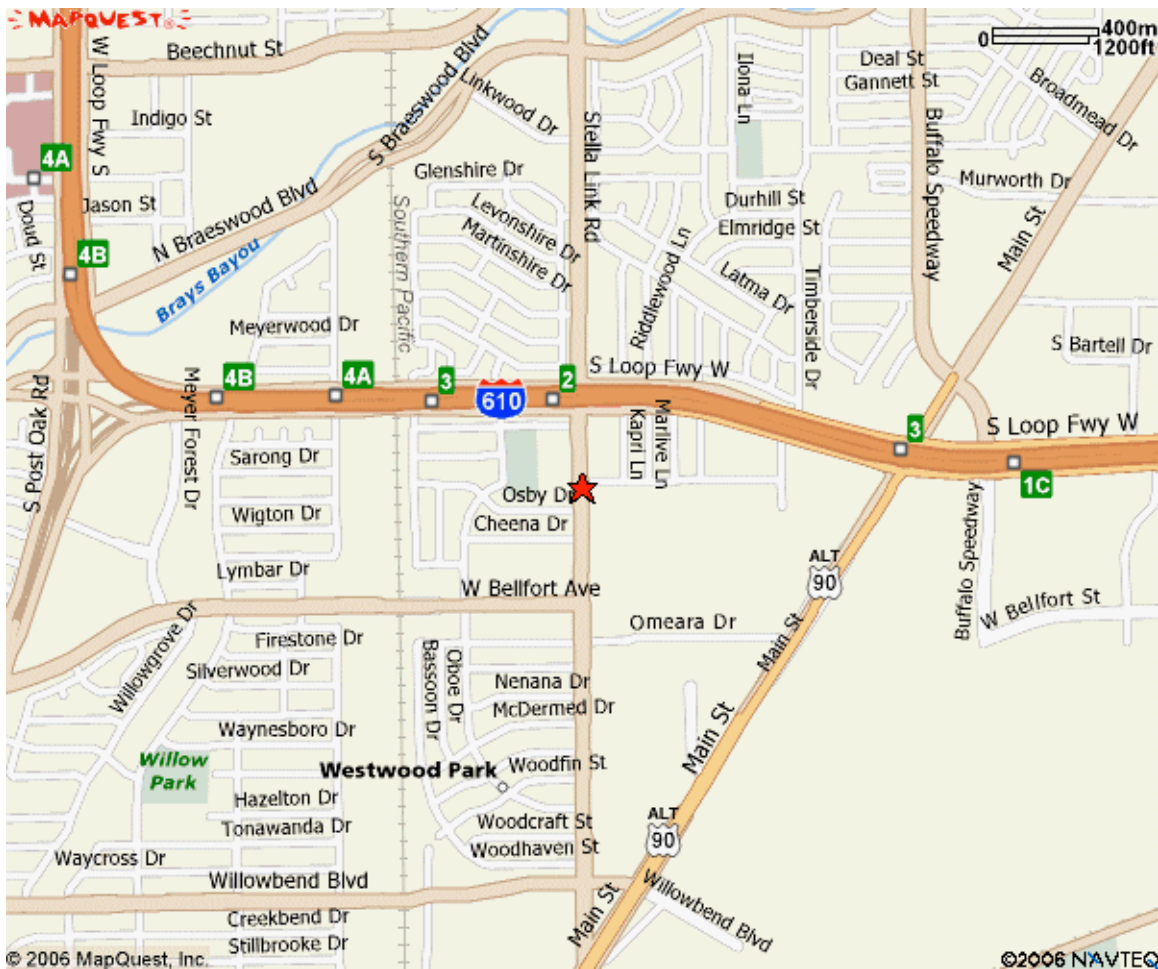 MAPQUEST®
400m
0
1200ft
Beechnut St
W Loop Fwy S
S Braeswood Blvd
Linkwood Dr
Stella Link Rd
Ilona Ln
Deal St
Gannett St
Broadmead Dr
Buffalo Speedway
Indigo St
4A
Doud St
Jason St
N Braeswood Blvd
Glenshire Dr
Levonshire Dr
Martinshire Dr
Southern Pacific
Murworth Dr
Durhill St
Elmridge St
Main St
4B
Brays Bayou
Riddlewood Ln
Latma Dr
Timberside Dr
Meyerwood Dr
S Bartell Dr
S Loop Fwy W
4B
4A
3
610
2
S Post Oak Rd
Meyer Forest Dr
Kapri Ln
Marlive Ln
3
S Loop Fwy W
1C
Sarong Dr
Osby Dr
Wigton Dr
Cheena Dr
Buffalo Speedway
Lymbar Dr
W Bellfort Ave
ALT
90
W Bellfort St
Omeara Dr
Willowgrove Dr
Firestone Dr
Silverwood Dr
Bassoon Dr
Oboe Dr
Nenana Dr
McDermed Dr
Main St
Waynesboro Dr
Willow
Park
Westwood Park
Woodfin St
Main St
Hazelton Dr
Tonawanda Dr
Woodcraft St
ALT
90
Waycross Dr
Woodhaven St
Willowbend Blvd
Willowbend Blvd
Creekbend Dr
Stillbrooke Dr
Main St
© 2006 MapQuest, Inc.
©2006 NAVTEQ